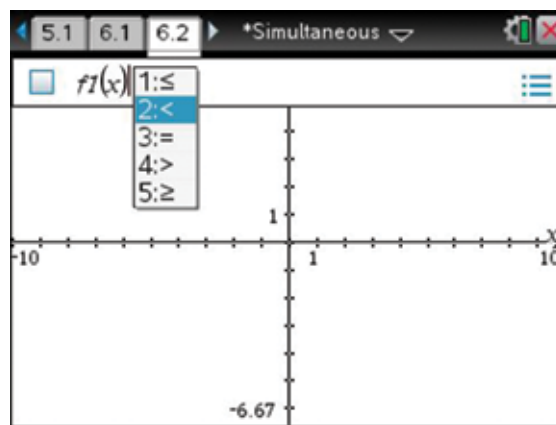 5.1 6.1 6.2 *Simultaneous
f1(x) 1:≤
2:<
3:=
4:>
5:≥
1
x
-10 1 10
-6.67